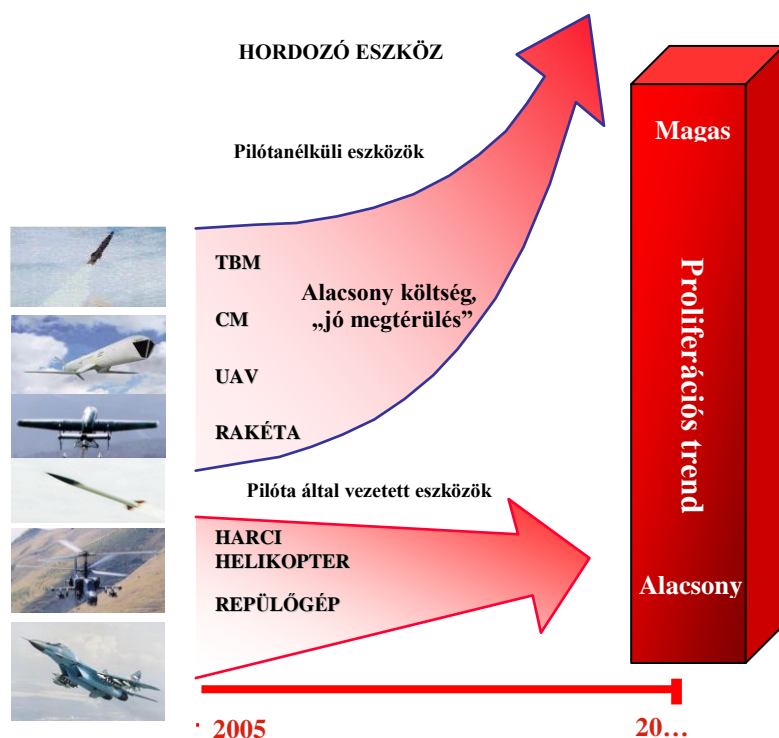 HORDOZÓ ESZKÖZ
Pilótanélküli eszközök
TBM
CM
UAV
RAKÉTA
Alacsony költség,
„jó megtérülés”
Pilóta által vezetett eszközök
HARCI
HELIKOPTER
REPÜLŐGÉP
Magas
Proliferációs trend
Alacsony
2005
20…